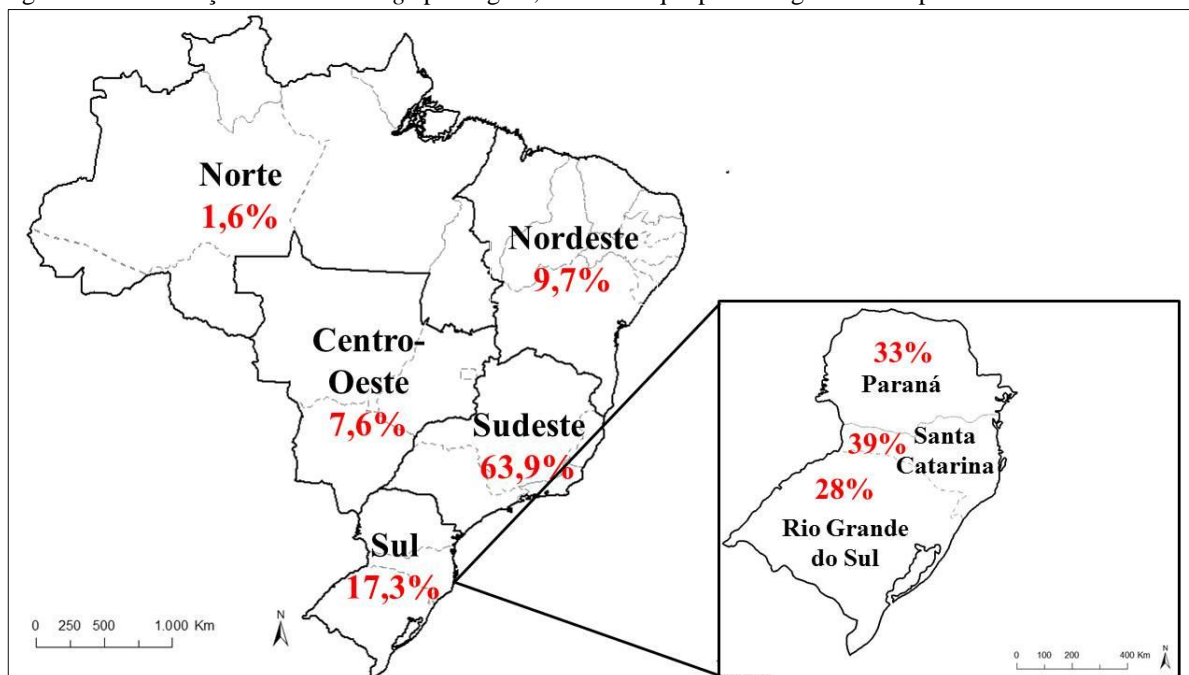 Norte
1,6%
Nordeste
9,7%
Centro-
Oeste
7,6%
Sudeste
63,9%
Sul
17,3%
0 250 500 1.000 Km
N
33%
Paraná
39%
Santa
Catarina
28%
Rio Grande
do Sul
0 100 200 400 Km
N